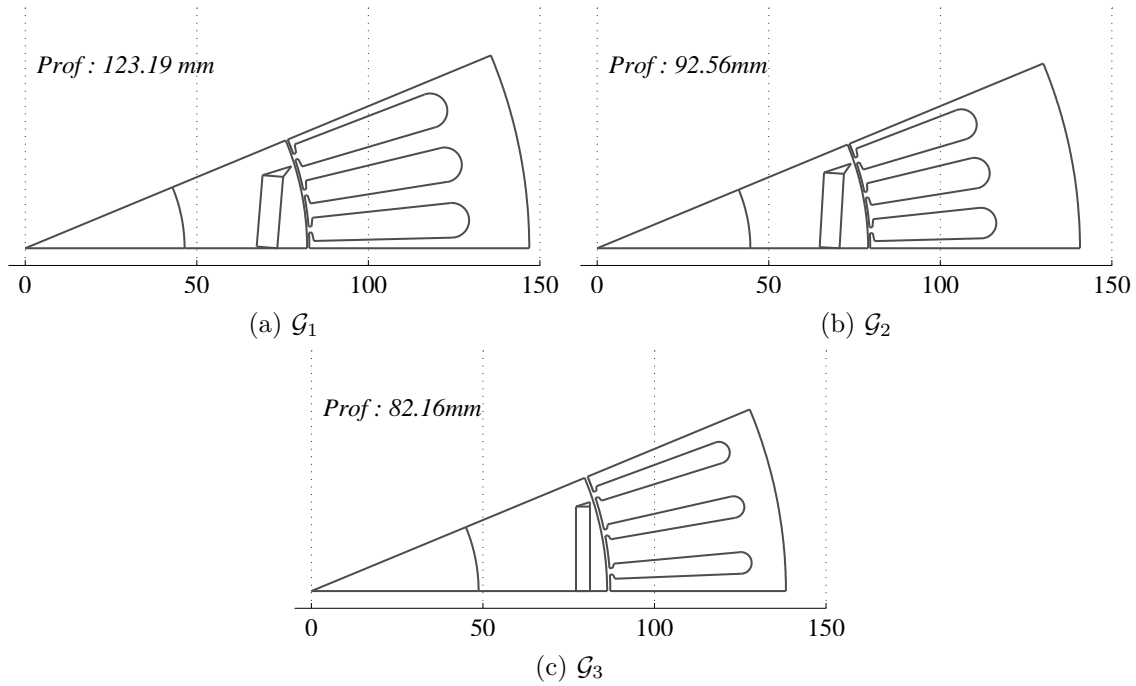 Prof : 123.19 mm
0 50 100 150
(a) 𝒢₁
Prof : 92.56mm
0 50 100 150
(b) 𝒢₂
Prof : 82.16mm
0 50 100 150
(c) 𝒢₃